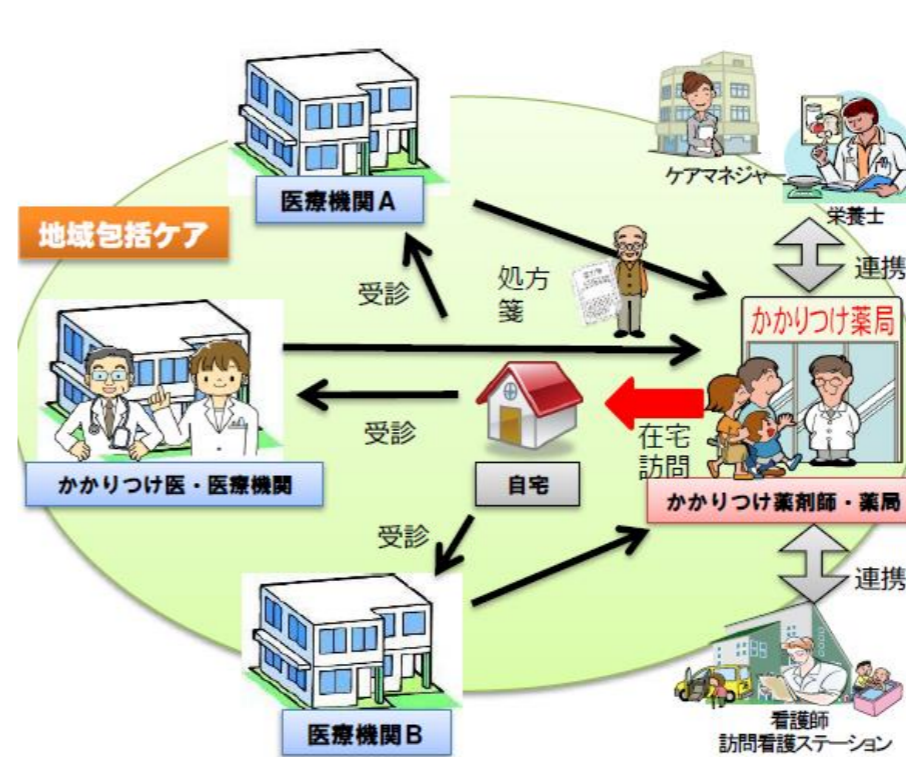 医療機関A
ケアマネジャ
栄養士
地域包括ケア
連携
受診
処方
箋
かかりつけ薬局
受診
在宅
訪問
かかりつけ医・医療機関
自宅
かかりつけ薬剤師・薬局
受診
連携
医療機関B
看護師
訪問看護ステーション